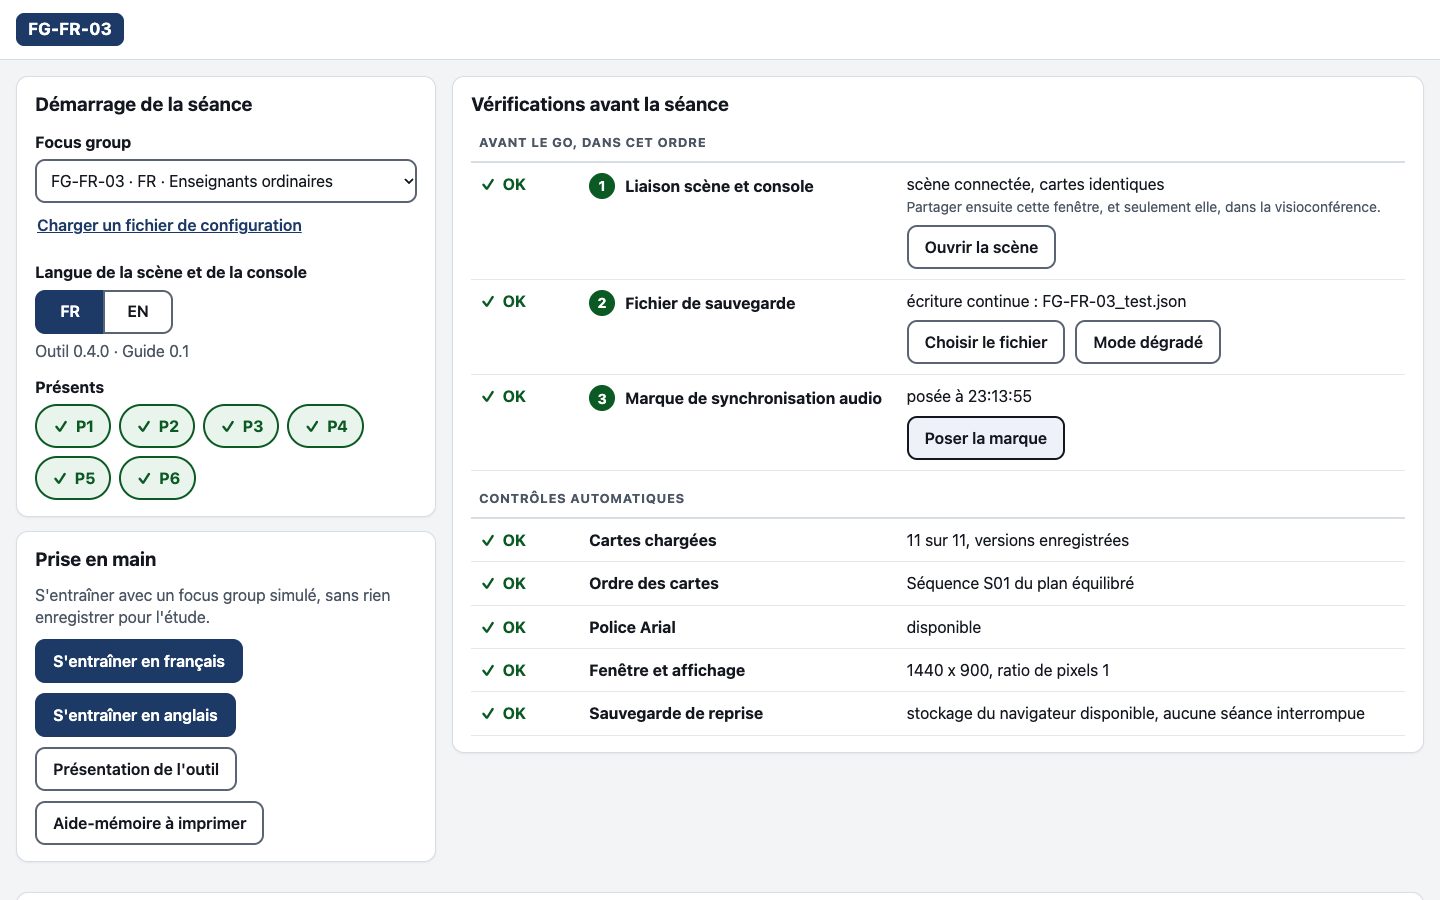 FG-FR-03
Démarrage de la séance
Focus group
FG-FR-03 · FR · Enseignants ordinaires
Charger un fichier de configuration
Langue de la scène et de la console
FR EN
Outil 0.4.0 · Guide 0.1
Présents
✓ P1 ✓ P2 ✓ P3 ✓ P4
✓ P5 ✓ P6
Prise en main
S'entraîner avec un focus group simulé, sans rien
enregistrer pour l'étude.
S'entraîner en français
S'entraîner en anglais
Présentation de l'outil
Aide-mémoire à imprimer
Vérifications avant la séance
AVANT LE GO, DANS CET ORDRE
✓ OK 1 Liaison scène et console scène connectée, cartes identiques
Partager ensuite cette fenêtre, et seulement elle, dans la visioconférence.
Ouvrir la scène
✓ OK 2 Fichier de sauvegarde écriture continue : FG-FR-03_test.json
Choisir le fichier Mode dégradé
✓ OK 3 Marque de synchronisation audio posée à 23:13:55
Poser la marque
CONTRÔLES AUTOMATIQUES
✓ OK Cartes chargées 11 sur 11, versions enregistrées
✓ OK Ordre des cartes Séquence S01 du plan équilibré
✓ OK Police Arial disponible
✓ OK Fenêtre et affichage 1440 x 900, ratio de pixels 1
✓ OK Sauvegarde de reprise stockage du navigateur disponible, aucune séance interrompue